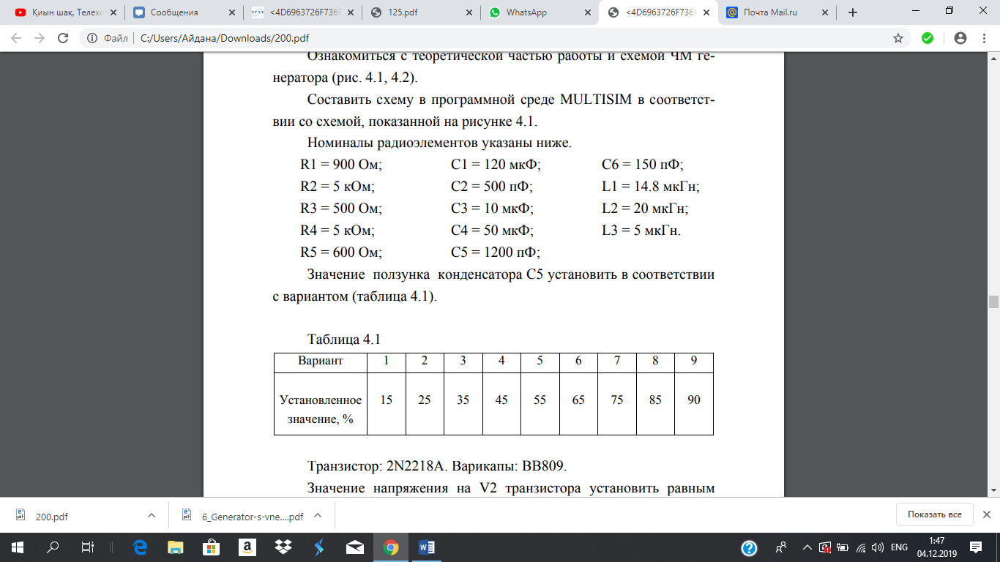 Қиын шақ. Телехи
Сообщения
<4D6963726F736F
125.pdf
WhatsApp
<4D6963726F736F
Почта Mail.ru
Файл | C:/Users/Айдана/Downloads/200.pdf
Ознакомиться с теоретической частью работы и схемой ЧМ ге-
нератора (рис. 4.1, 4.2).
Составить схему в программной среде MULTISIM в соответст-
вии со схемой, показанной на рисунке 4.1.
Номиналы радиоэлементов указаны ниже.
R1 = 900 Ом; C1 = 120 мкФ; C6 = 150 пФ;
R2 = 5 кОм; C2 = 500 пФ; L1 = 14.8 мкГн;
R3 = 500 Ом; C3 = 10 мкФ; L2 = 20 мкГн;
R4 = 5 кОм; C4 = 50 мкФ; L3 = 5 мкГн.
R5 = 600 Ом; C5 = 1200 пФ;
Значение ползунка конденсатора C5 установить в соответствии
с вариантом (таблица 4.1).
Таблица 4.1
Вариант 1 2 3 4 5 6 7 8 9
Установленное значение, % 15 25 35 45 55 65 75 85 90
Транзистор: 2N2218A. Варикапы: BB809.
Значение напряжения на V2 транзистора установить равным
200.pdf
6_Generator-s-vne....pdf
Показать все
ENG
1:47
04.12.2019